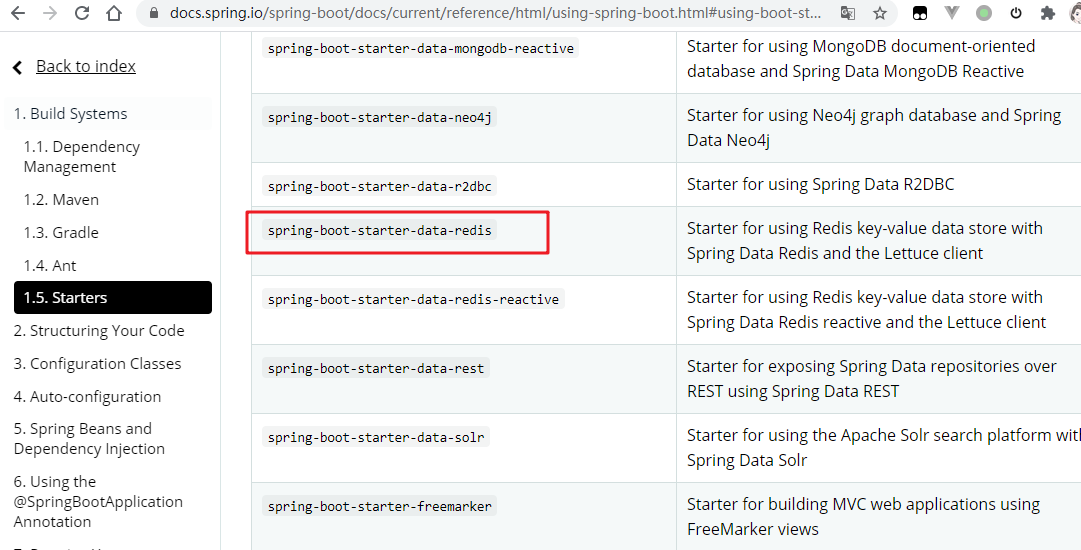 docs.spring.io/spring-boot/docs/current/reference/html/using-spring-boot.html#using-boot-st...
Back to index
1. Build Systems
1.1. Dependency
Management
1.2. Maven
1.3. Gradle
1.4. Ant
1.5. Starters
2. Structuring Your Code
3. Configuration Classes
4. Auto-configuration
5. Spring Beans and
Dependency Injection
6. Using the
@SpringBootApplication
Annotation
spring-boot-starter-data-mongodb-reactive
Starter for using MongoDB document-oriented
database and Spring Data MongoDB Reactive
spring-boot-starter-data-neo4j
Starter for using Neo4j graph database and Spring
Data Neo4j
spring-boot-starter-data-r2dbc
Starter for using Spring Data R2DBC
spring-boot-starter-data-redis
Starter for using Redis key-value data store with
Spring Data Redis and the Lettuce client
spring-boot-starter-data-redis-reactive
Starter for using Redis key-value data store with
Spring Data Redis reactive and the Lettuce client
spring-boot-starter-data-rest
Starter for exposing Spring Data repositories over
REST using Spring Data REST
spring-boot-starter-data-solr
Starter for using the Apache Solr search platform with
Spring Data Solr
spring-boot-starter-freemarker
Starter for building MVC web applications using
FreeMarker views